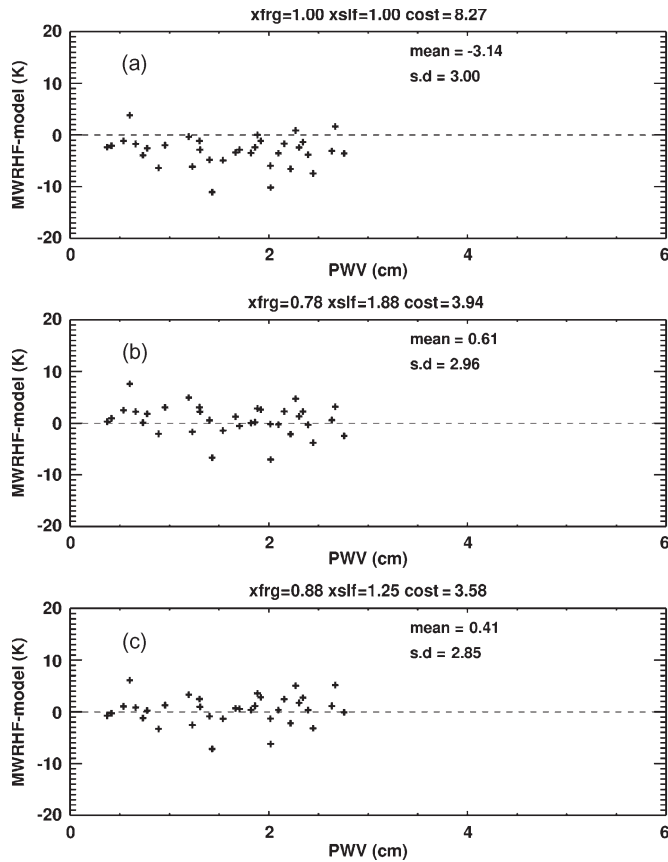 xfrg=1.00 xslf=1.00 cost=8.27
20
(a)
mean = -3.14
s.d = 3.00
10
0
-10
-20
MWRHF-model (K)
0 2 4 6
PWV (cm)
xfrg=0.78 xslf=1.88 cost=3.94
20
(b)
mean = 0.61
s.d = 2.96
10
0
-10
-20
MWRHF-model (K)
0 2 4 6
PWV (cm)
xfrg=0.88 xslf=1.25 cost=3.58
20
(c)
mean = 0.41
s.d = 2.85
10
0
-10
-20
MWRHF-model (K)
0 2 4 6
PWV (cm)